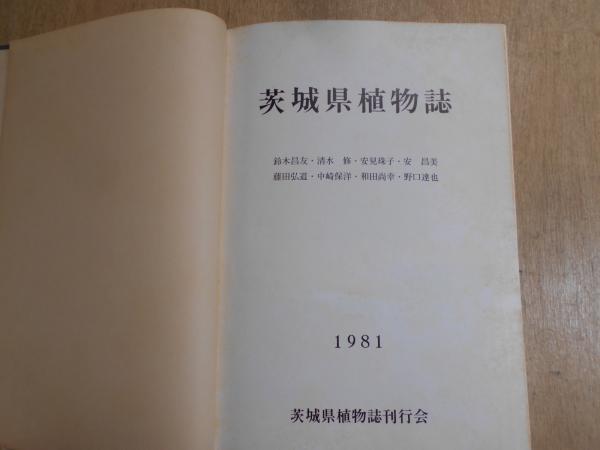 茨城県植物誌
鈴木昌友・清水　修・安見珠子・安　昌美
藤田弘道・中崎保洋・和田尚幸・野口達也
1981
茨城県植物誌刊行会